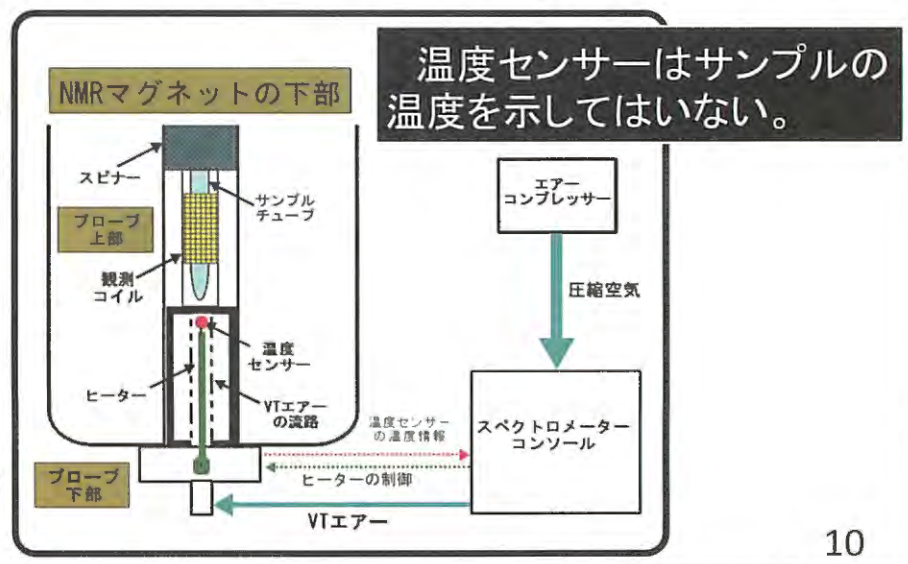 温度センサーはサンプルの
温度を示してはいない。
NMRマグネットの下部
スピナー
サンプル
チューブ
プローブ
上部
観測
コイル
温度
センサー
ヒーター
VTエアー
の流路
プローブ
下部
エアー
コンプレッサー
圧縮空気
スペクトロメーター
コンソール
温度センサー
の温度情報
ヒーターの制御
VTエアー
10